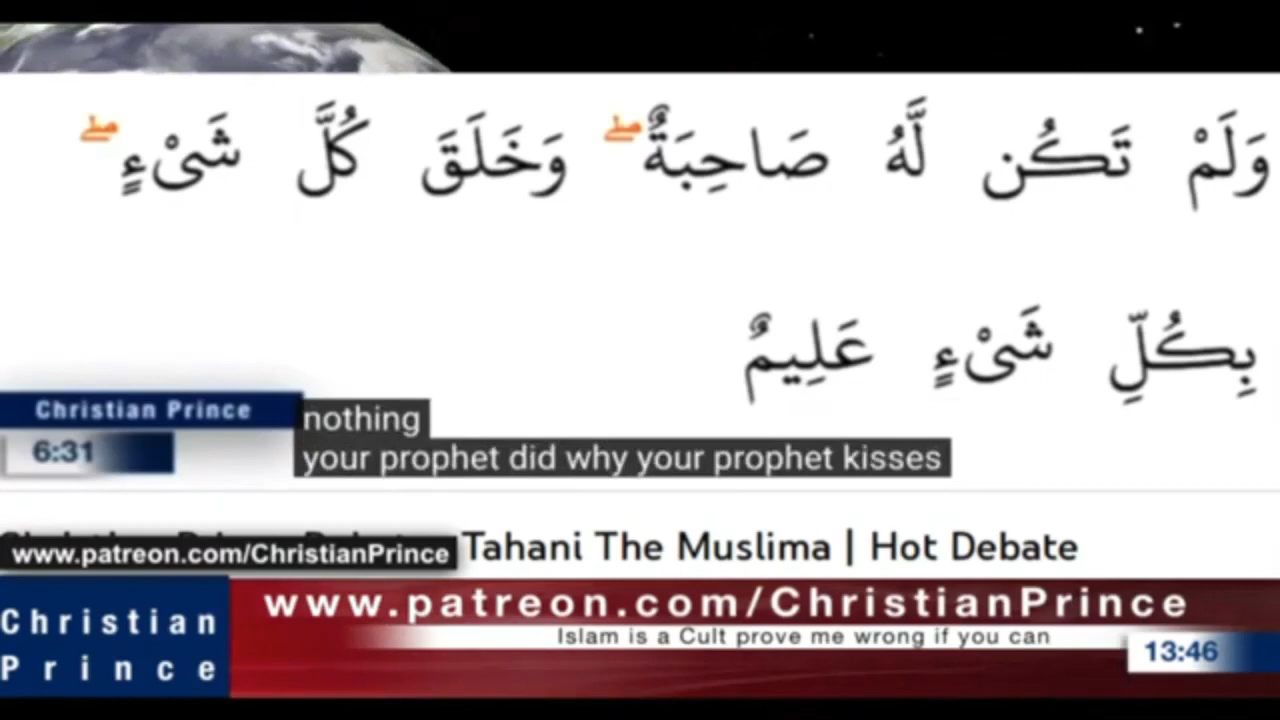 وَلَمْ تَكُن لَّهُ صَاحِبَةٌ ۖ وَخَلَقَ كُلَّ شَىْءٍ ۖ
بِكُلِّ شَىْءٍ عَلِيمٌ
Christian Prince
6:31
nothing
your prophet did why your prophet kisses
Tahani The Muslima | Hot Debate
www.patreon.com/ChristianPrince
Christian
Prince
www.patreon.com/ChristianPrince
Islam is a Cult prove me wrong if you can
13:46